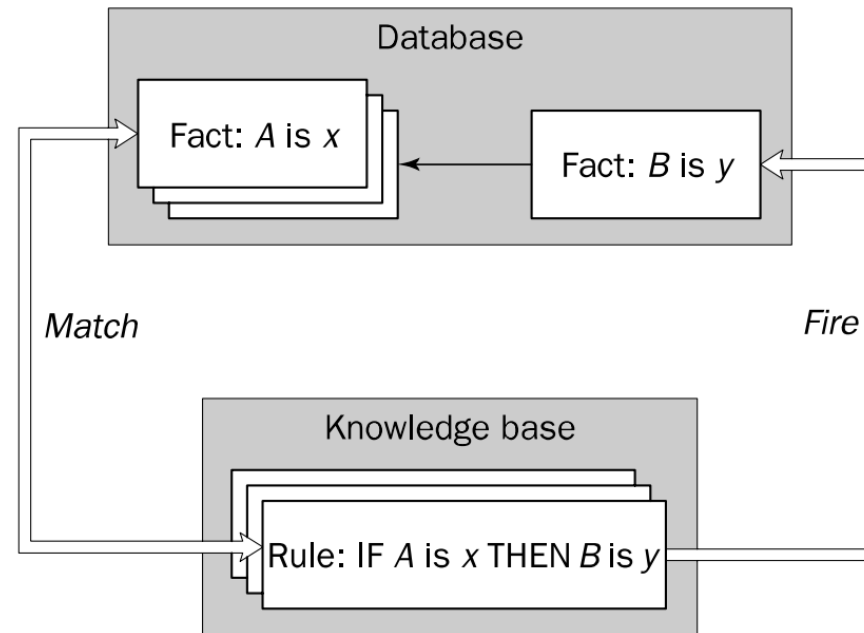 Database
Fact: A is x
Fact: B is y
Match
Fire
Knowledge base
Rule: IF A is x THEN B is y